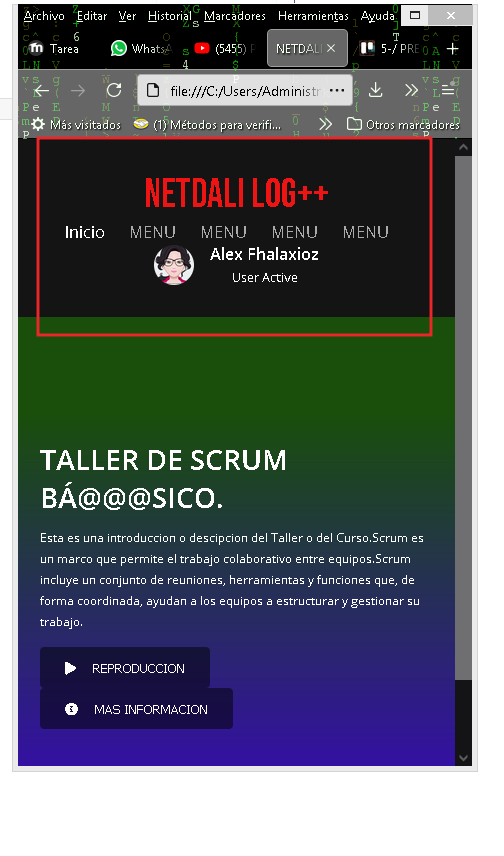 Archivo Editar Ver Historial Marcadores Herramientas Ayuda
Tarea WhatsA (5455) NETDALI 5-/ PRE
file:///C:/Users/Administr
Más visitados (1) Métodos para verifi... Otros marcadores
NETDALI LOG++
Inicio MENU MENU MENU MENU
Alex Fhalaxioz
User Active
TALLER DE SCRUM
BÁ@@@SICO.
Esta es una introduccion o descipcion del Taller o del Curso.Scrum es
un marco que permite el trabajo colaborativo entre equipos.Scrum
incluye un conjunto de reuniones, herramientas y funciones que, de
forma coordinada, ayudan a los equipos a estructurar y gestionar su
trabajo.
REPRODUCCION
MAS INFORMACION